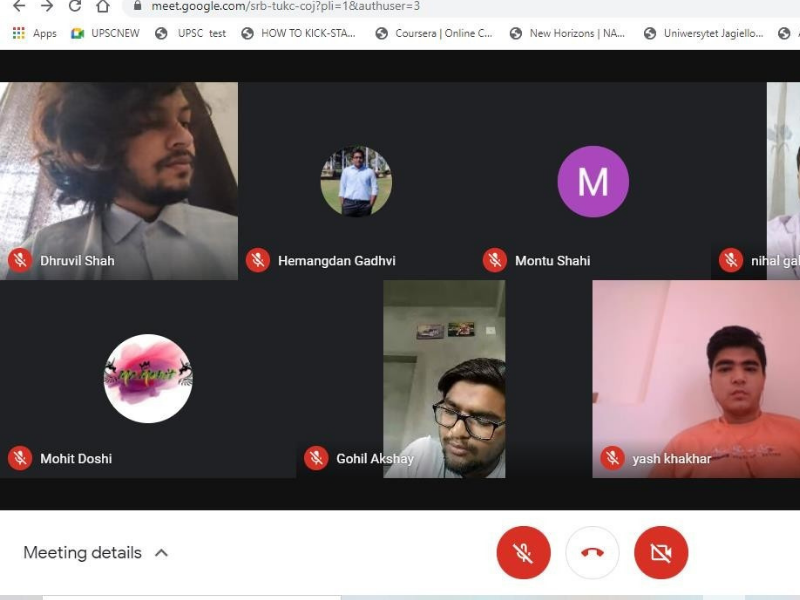 meet.google.com/srb-tukc-coj?pli=1&authuser=3
Apps UPSCNEW UPSC test HOW TO KICK-STA... Coursera | Online C... New Horizons | NA... Uniwersytet Jagiello...
M
Dhruvil Shah Hemangdan Gadhvi Montu Shahi nihal gal
Mohit Doshi Gohil Akshay yash khakhar
Meeting details